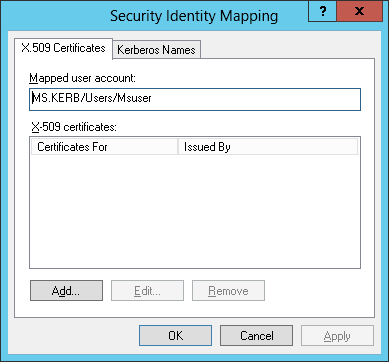 Security Identity Mapping
?
X.509 Certificates
Kerberos Names
Mapped user account:
MS.KERB/Users/Msuser
X-509 certificates:
Certificates For
Issued By
Add...
Edit...
Remove
OK
Cancel
Apply